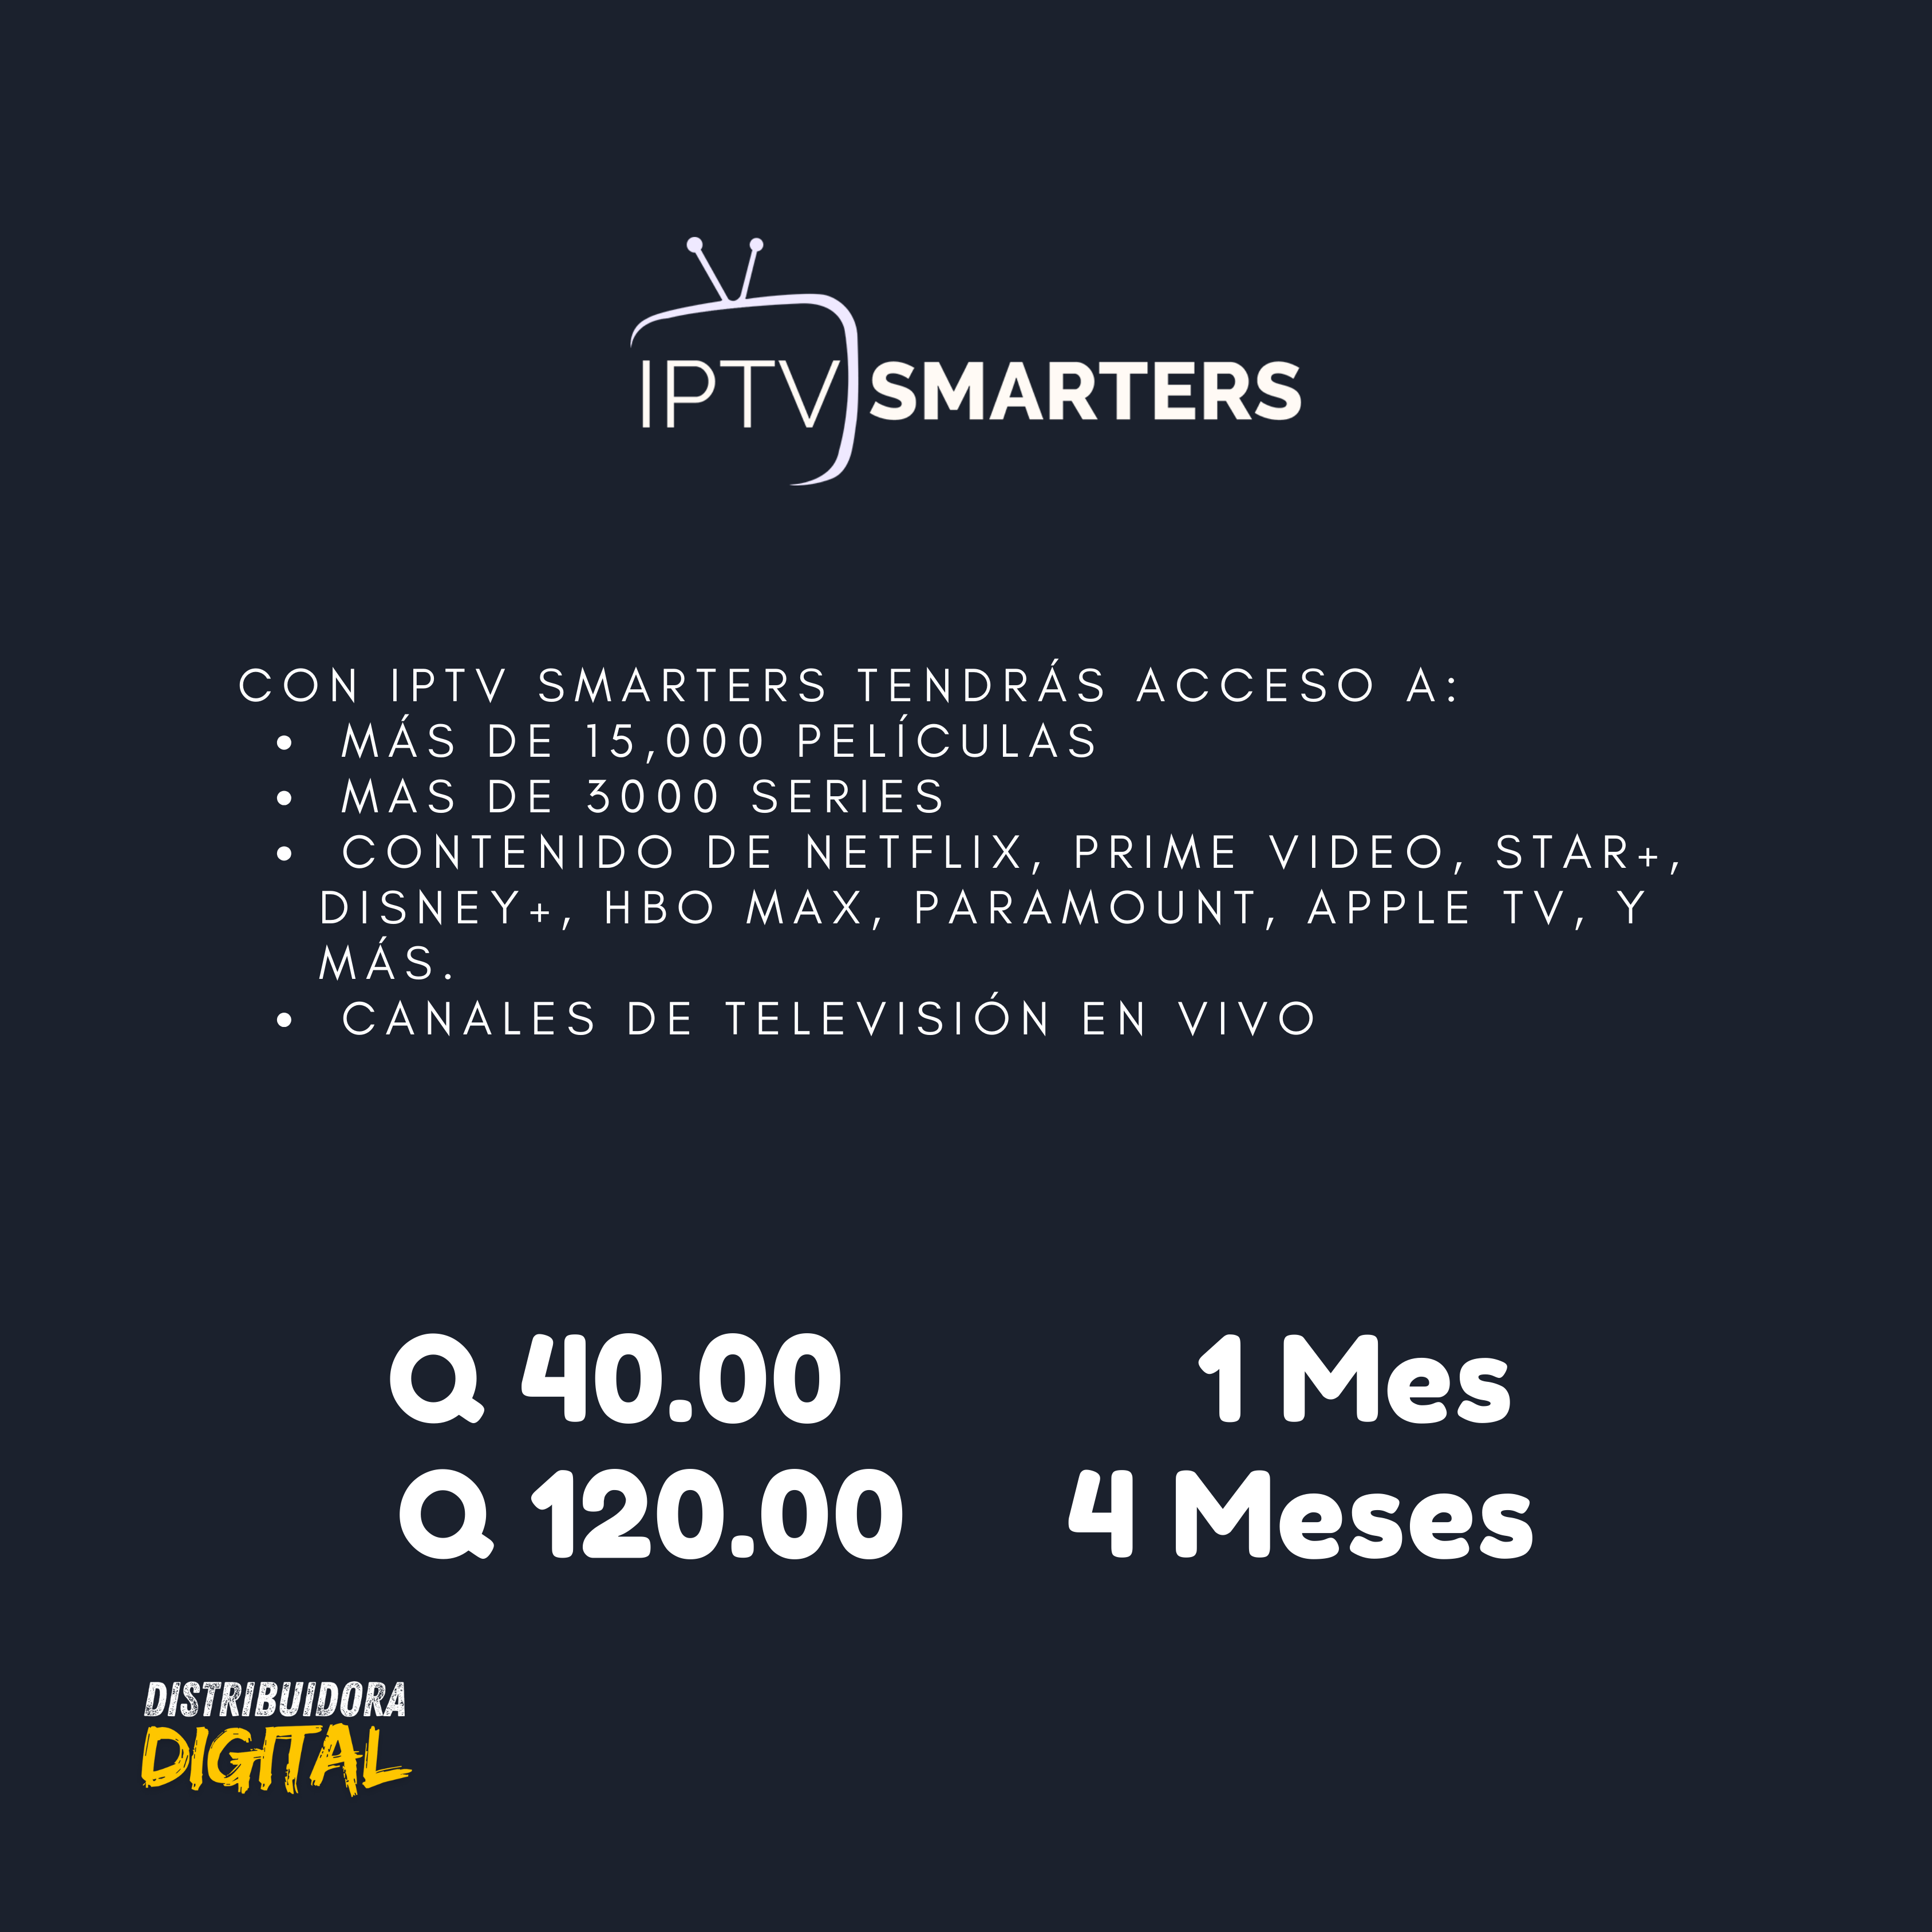 IPTV SMARTERS
CON IPTV SMARTERS TENDRÁS ACCESO A:
• MÁS DE 15,000 PELÍCULAS
• MAS DE 3000 SERIES
• CONTENIDO DE NETFLIX, PRIME VIDEO, STAR+,
DISNEY+, HBO MAX, PARAMOUNT, APPLE TV, Y
MÁS.
• CANALES DE TELEVISIÓN EN VIVO
Q 40.00 1 Mes
Q 120.00 4 Meses
DISTRIBUIDORA
DIGITAL